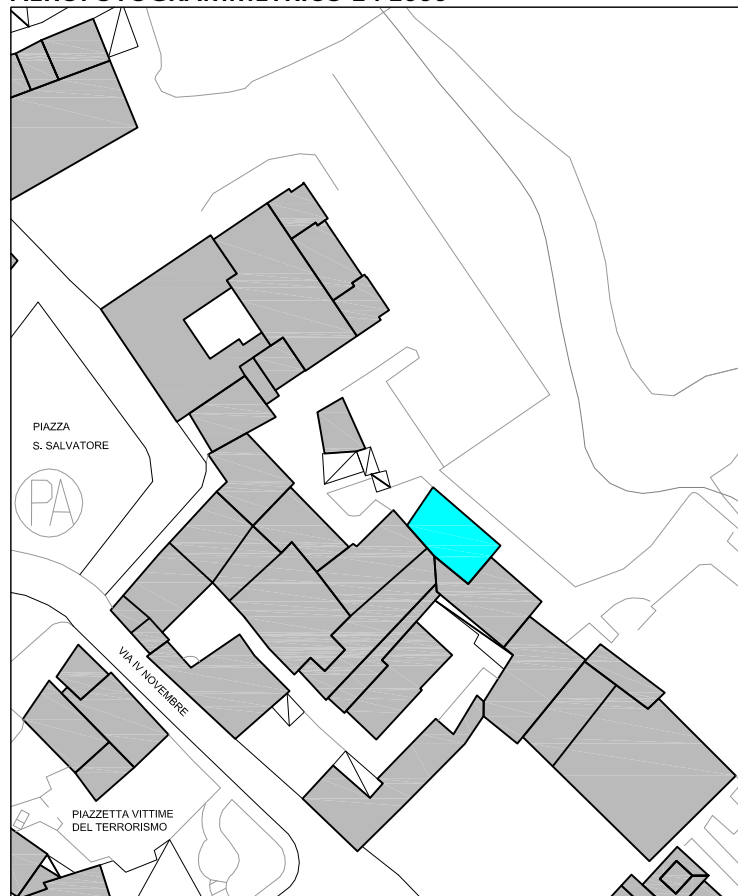 PIAZZA
S. SALVATORE
PA
VIA IV NOVEMBRE
PIAZZETTA VITTIME
DEL TERRORISMO